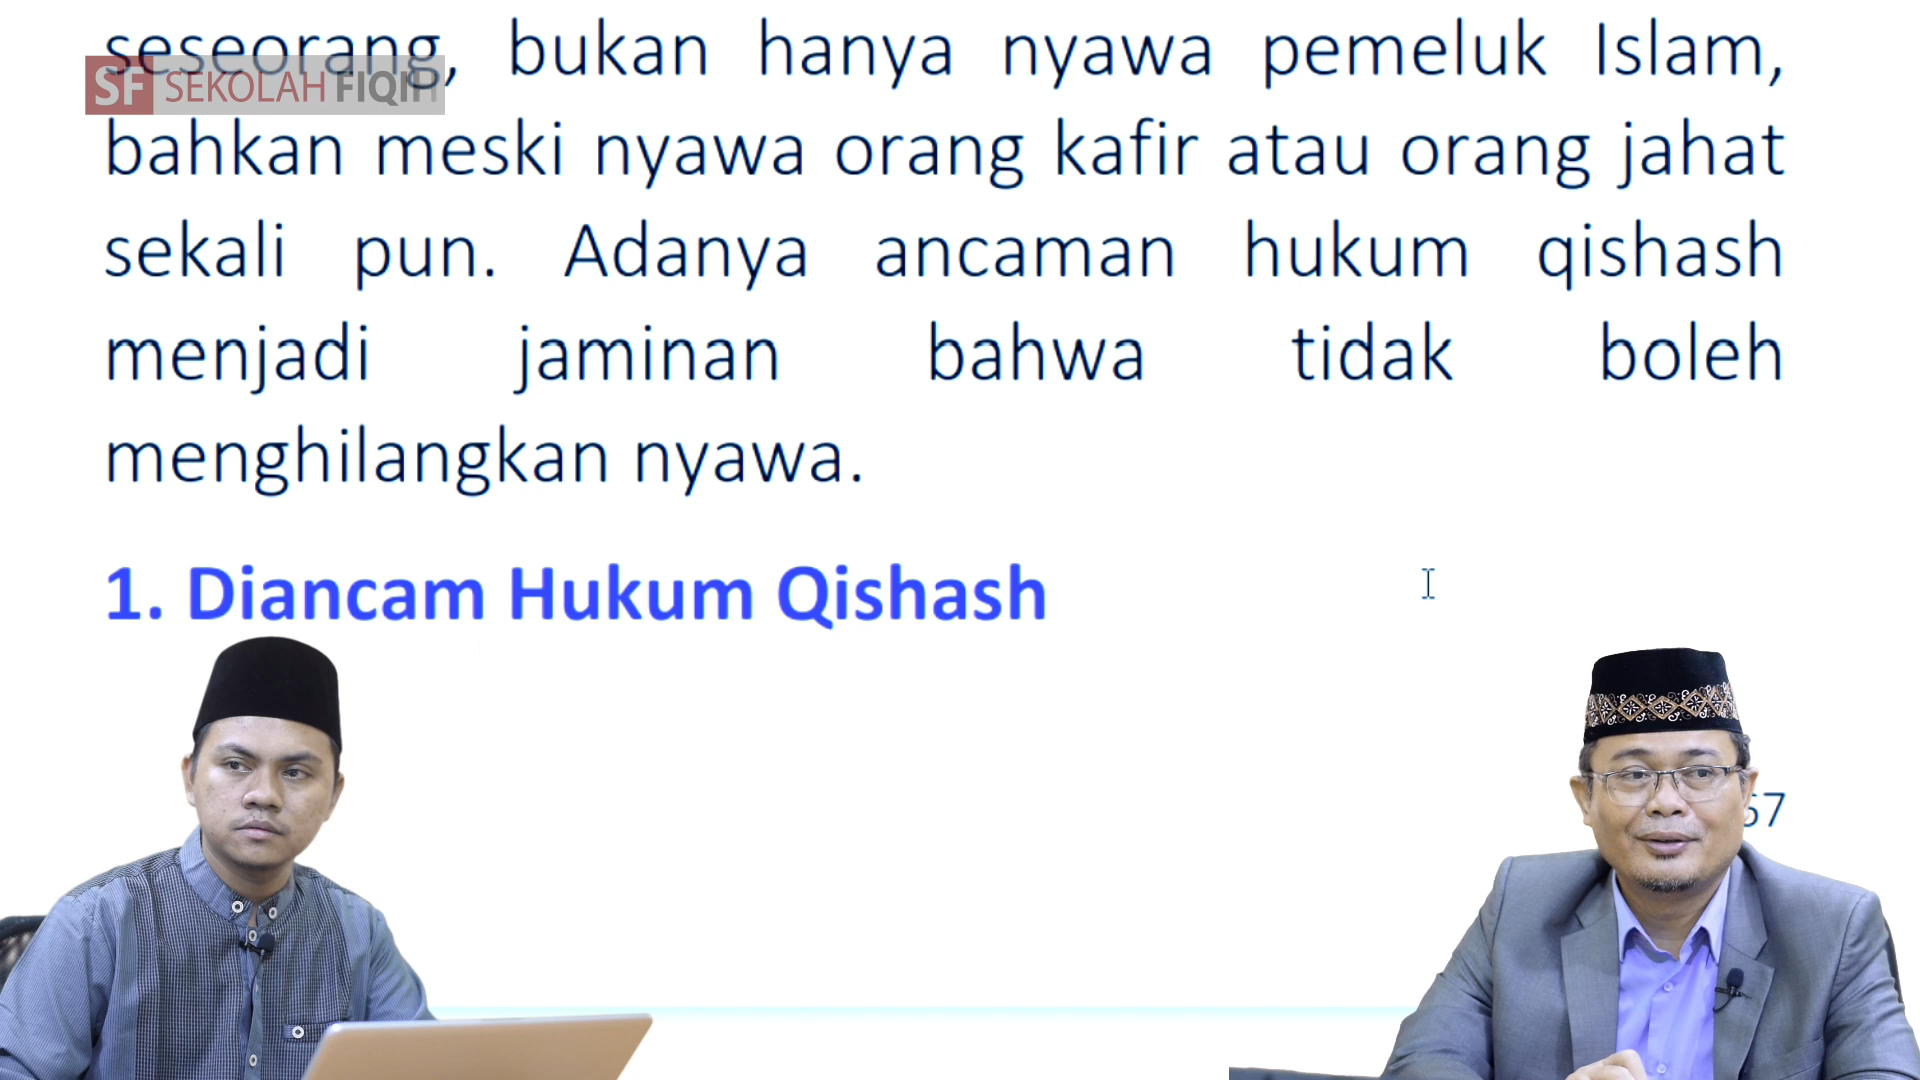 seseorang, bukan hanya nyawa pemeluk Islam,
SF SEKOLAH FIQIH
bahkan meski nyawa orang kafir atau orang jahat
sekali pun. Adanya ancaman hukum qishash
menjadi jaminan bahwa tidak boleh
menghilangkan nyawa.
1. Diancam Hukum Qishash